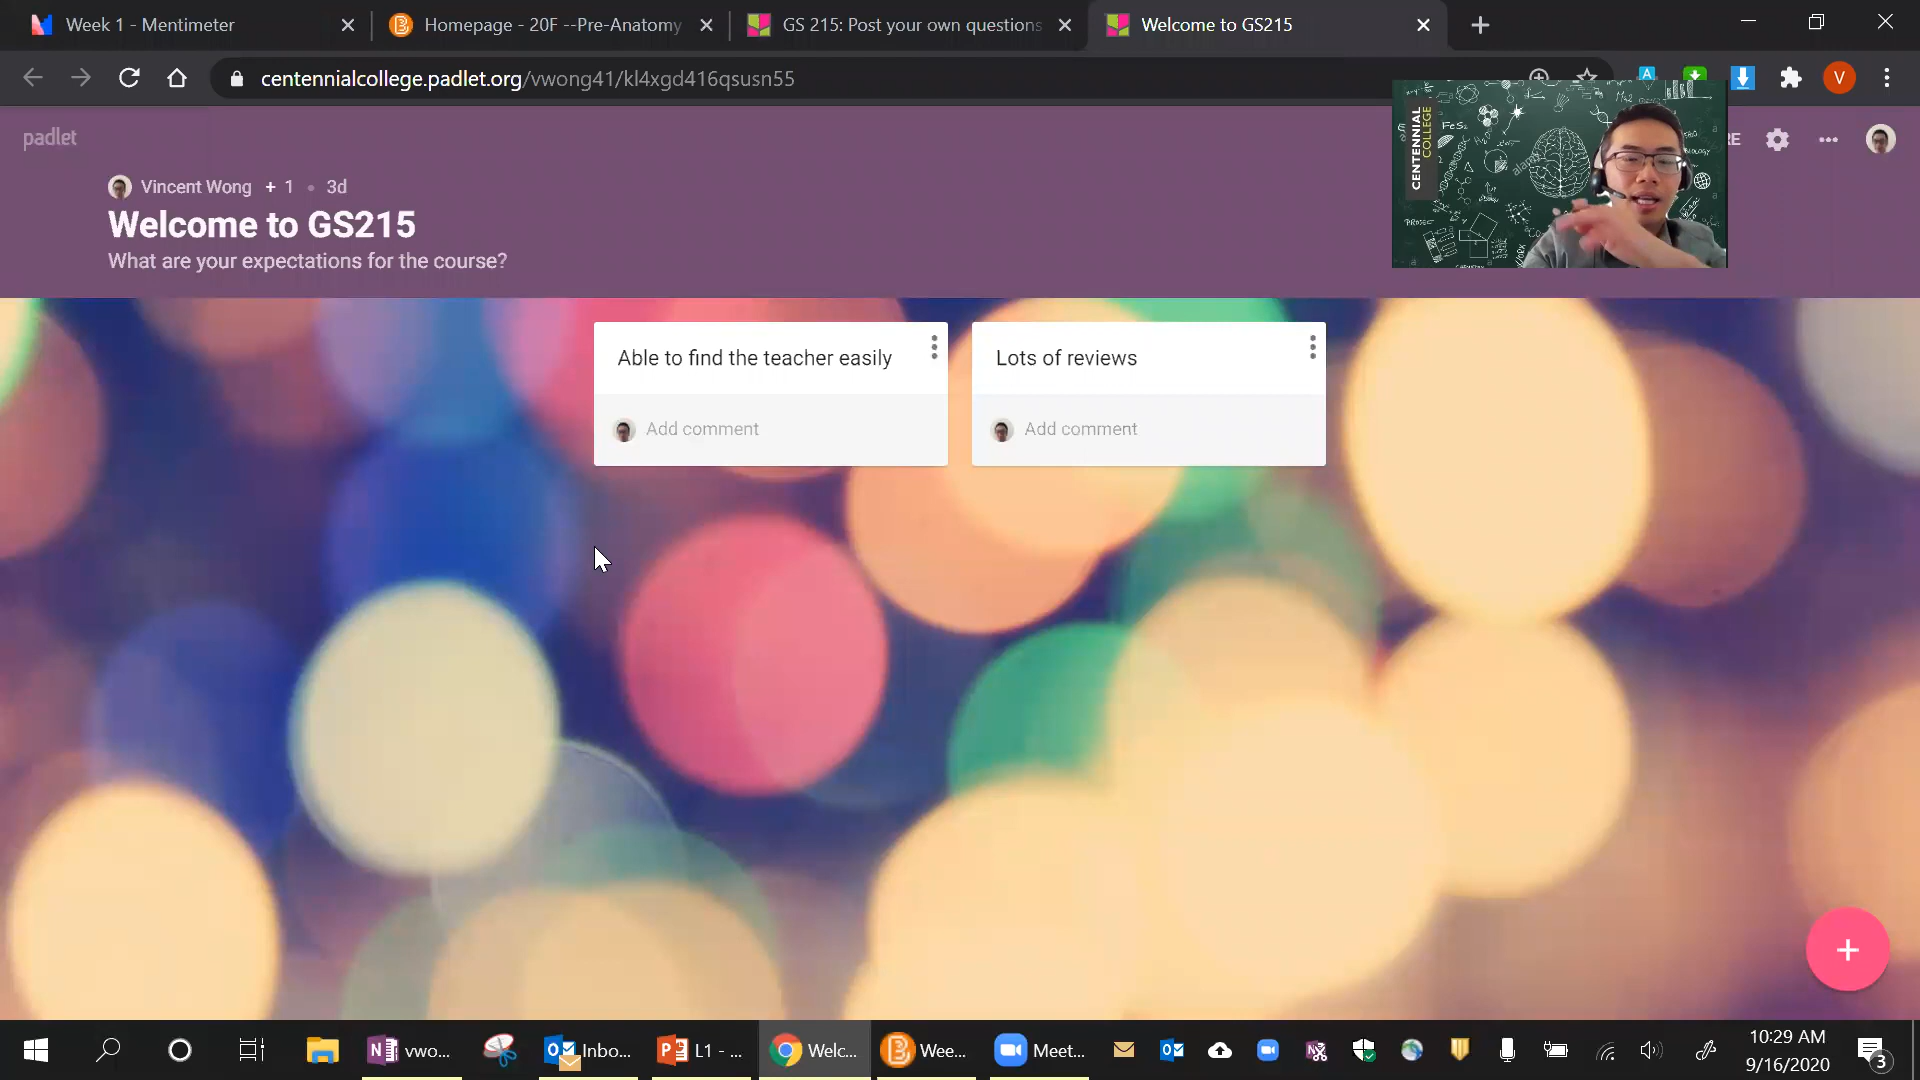 Week 1 - Mentimeter
Homepage - 20F --Pre-Anatomy
GS 215: Post your own questions
Welcome to GS215
centennialcollege.padlet.org/vwong41/kl4xgd416qsusn55
V
padlet
RE
Vincent Wong + 1 • 3d
Welcome to GS215
What are your expectations for the course?
CENTENNIAL
COLLEGE
FeS₂
Able to find the teacher easily
Lots of reviews
Add comment
Add comment
vwo...
Inbo...
L1 - ...
Welc...
Wee...
Meet...
10:29 AM
9/16/2020
3